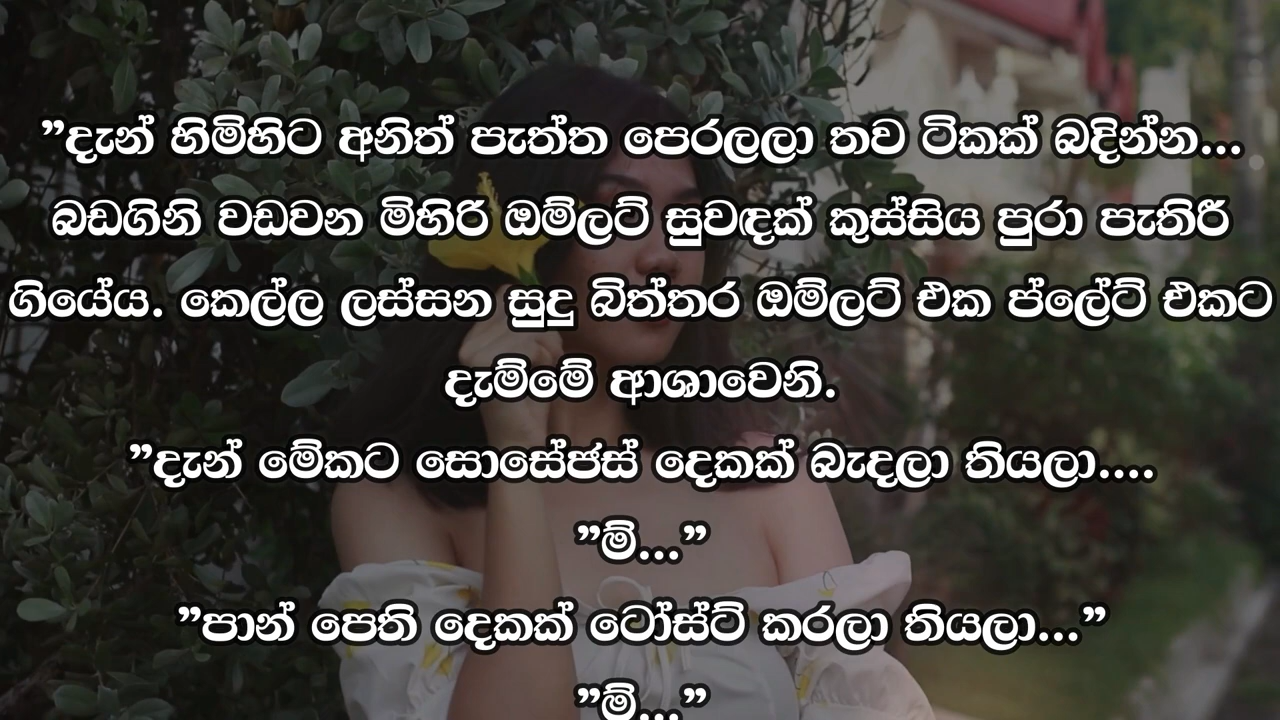 ”දැන් හිමිහිට අනිත් පැත්ත පෙරලලා තව ටිකක් බදින්න...
බඩගිනි වඩවන මිහිරි ඔම්ලට් සුවඳක් කුස්සිය පුරා පැතිරී
ගියේය. කෙල්ල ලස්සන සුදු බිත්තර ඔම්ලට් එක ප්ලේට් එකට
දැම්මේ ආශාවෙනි.
”දැන් මේකට සොසේජස් දෙකක් බැදලා තියලා....
”ම්...”
”පාන් පෙති දෙකක් ටෝස්ට් කරලා තියලා...”
”ම්...”